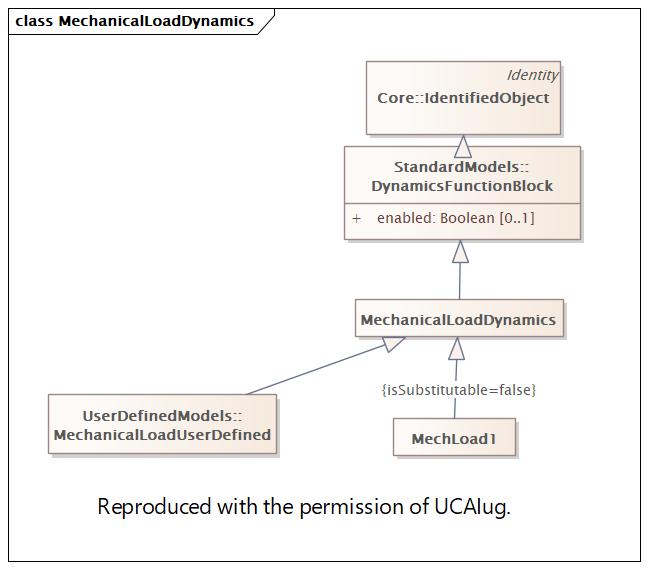 class MechanicalLoadDynamics
Identity
Core::IdentifiedObject
StandardModels::
DynamicsFunctionBlock
+ enabled: Boolean [0..1]
MechanicalLoadDynamics
{isSubstitutable=false}
UserDefinedModels::
MechanicalLoadUserDefined
MechLoad1
Reproduced with the permission of UCAIug.